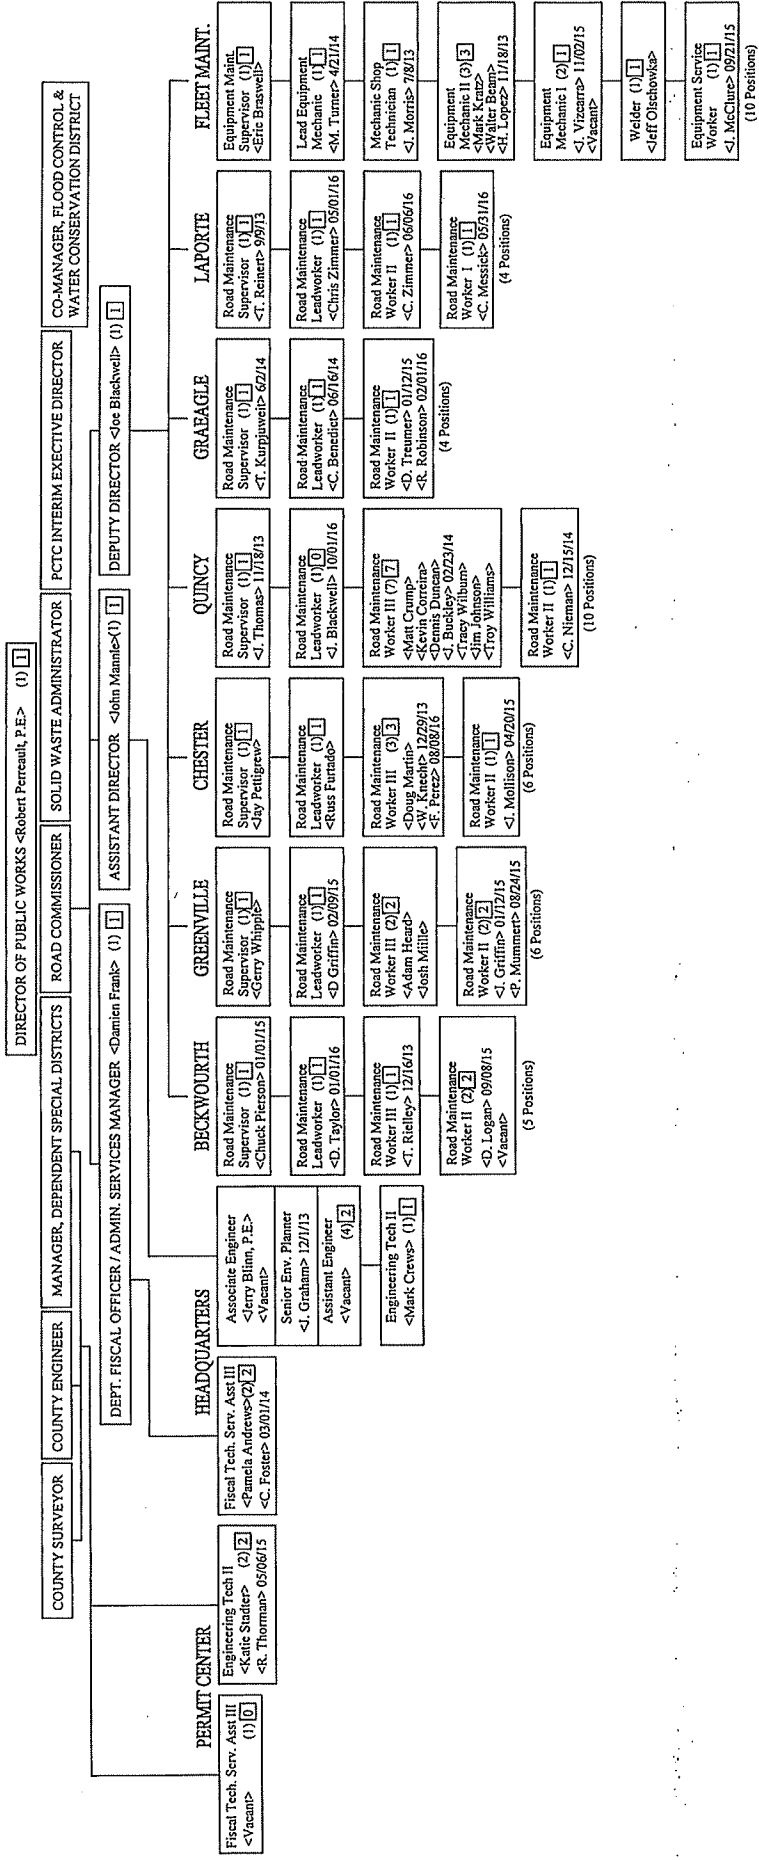 DIRECTOR OF PUBLIC WORKS <Robert Perreault, P.E.> (1) 1
COUNTY SURVEYOR
COUNTY ENGINEER
MANAGER, DEPENDENT SPECIAL DISTRICTS
ROAD COMMISSIONER
SOLID WASTE ADMINISTRATOR
PCTC INTERIM EXECTIVE DIRECTOR
CO-MANAGER, FLOOD CONTROL &
WATER CONSERVATION DISTRICT
DEPT. FISCAL OFFICER / ADMIN. SERVICES MANAGER <Damien Frank> (1) 1
ASSISTANT DIRECTOR <John Mannle>(1) 1
DEPUTY DIRECTOR <Joe Blackwell> (1) 1
PERMIT CENTER
Fiscal Tech. Serv. Asst III
<Vacant> (1) 0
Engineering Tech II
<Katie Stadter> (2) 2
<R. Thorman> 05/06/15
HEADQUARTERS
Fiscal Tech. Serv. Asst III
<Pamela Andrews>(2) 2
<C. Foster> 03/01/14
Associate Engineer
<Jerry Blinn, P.E.>
<Vacant>
Senior Env. Planner
<J. Graham> 12/1/13
Assistant Engineer
<Vacant> (4) 2
Engineering Tech II
<Mark Crews> (1) 1
BECKWOURTH
Road Maintenance
Supervisor (1) 1
<Chuck Pierson> 01/01/15
Road Maintenance
Leadworker (1) 1
<D. Taylor> 01/01/16
Road Maintenance
Worker III (1) 1
<T. Rielley> 12/16/13
Road Maintenance
Worker II (2) 2
<D. Logan> 09/08/15
<Vacant>
(5 Positions)
GREENVILLE
Road Maintenance
Supervisor (1) 1
<Gerry Whipple>
Road Maintenance
Leadworker (1) 1
<D Griffin> 02/09/15
Road Maintenance
Worker III (2) 2
<Adam Heard>
<Josh Miille>
Road Maintenance
Worker II (2) 2
<J. Griffin> 01/12/15
<P. Mummert> 08/24/15
(6 Positions)
CHESTER
Road Maintenance
Supervisor (1) 1
<Jay Pettigrew>
Road Maintenance
Leadworker (1) 1
<Russ Furtado>
Road Maintenance
Worker III (3) 3
<Doug Martin>
<W. Knecht> 12/29/13
<F. Perez> 08/08/16
Road Maintenance
Worker II (1) 1
<J. Mollison> 04/20/15
(6 Positions)
QUINCY
Road Maintenance
Supervisor (1) 1
<J. Thomas> 11/18/13
Road Maintenance
Leadworker (1) 0
<J. Blackwell> 10/01/16
Road Maintenance
Worker III (7) 7
<Matt Crump>
<Kevin Correira>
<Dennis Duncan>
<J. Buckley> 02/23/14
<Tracy Wilburn>
<Jim Johnson>
<Troy Williams>
Road Maintenance
Worker II (1) 1
<C. Nieman> 12/15/14
(10 Positions)
GRAEAGLE
Road Maintenance
Supervisor (1) 1
<T. Kurpjuweit> 6/2/14
Road Maintenance
Leadworker (1) 1
<C. Benedict> 06/16/14
Road Maintenance
Worker II (1) 1
<D. Treumer> 01/12/15
<R. Robinson> 02/01/16
(4 Positions)
LAPORTE
Road Maintenance
Supervisor (1) 1
<T. Reinert> 9/9/13
Road Maintenance
Leadworker (1) 1
<Chris Zimmer> 05/01/16
Road Maintenance
Worker II (1) 1
<C. Zimmer> 06/06/16
Road Maintenance
Worker I (1) 1
<C. Messick> 05/31/16
(4 Positions)
FLEET MAINT.
Equipment Maint.
Supervisor (1) 1
<Eric Braswell>
Lead Equipment
Mechanic (1) 1
<M. Turner> 4/21/14
Mechanic Shop
Technician (1) 1
<J. Morris> 7/8/13
Equipment
Mechanic II (3) 3
<Mark Kratz>
<Walter Beam>
<H. Lopez> 11/18/13
Equipment
Mechanic I (2) 1
<J. Vizcarra> 11/02/15
<Vacant>
Welder (1) 1
<Jeff Olschowka>
Equipment Service
Worker (1) 1
<J. McClure> 09/21/15
(10 Positions)